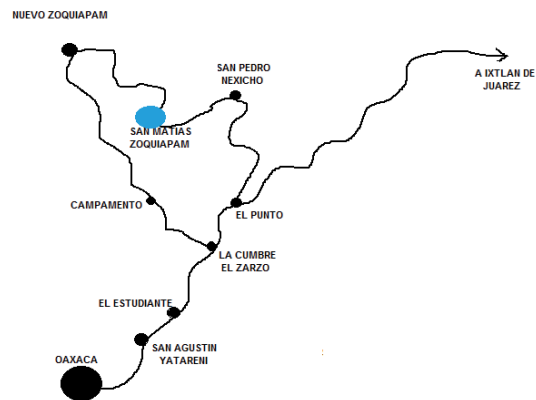 NUEVO ZOQUIAPAM
SAN PEDRO
NEXICHO
A IXTLAN DE
JUAREZ
SAN MATIAS
ZOQUIAPAM
CAMPAMENTO
EL PUNTO
LA CUMBRE
EL ZARZO
EL ESTUDIANTE
SAN AGUSTIN
YATARENI
OAXACA